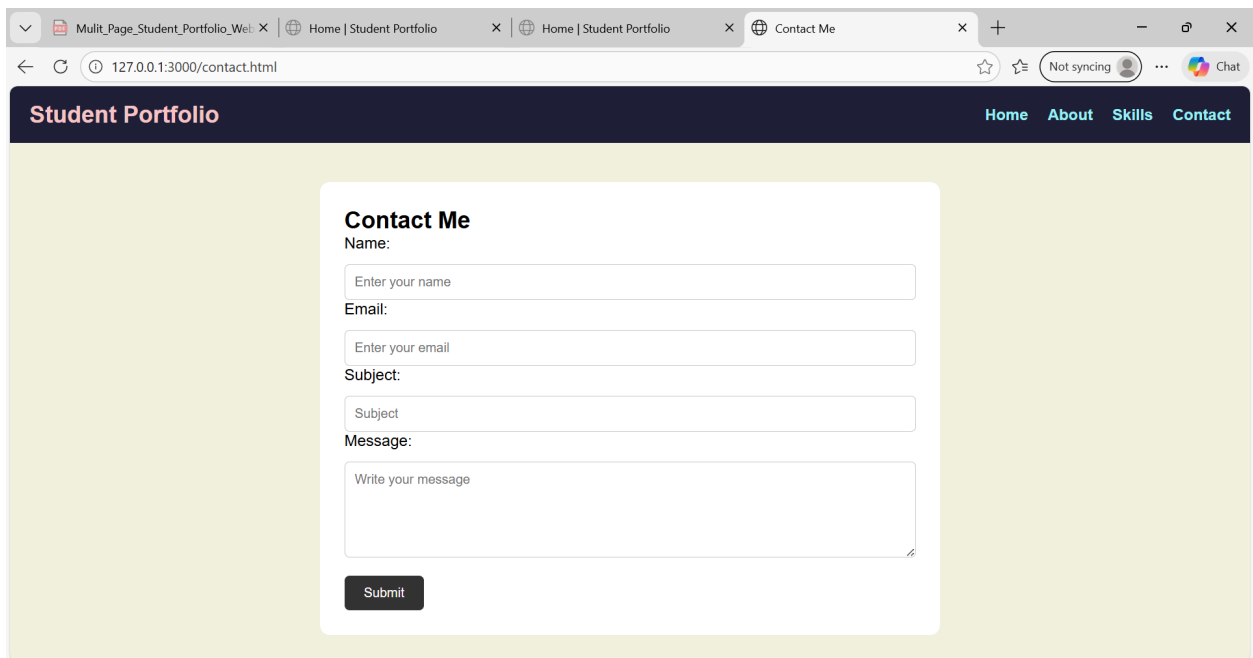 Mulit_Page_Student_Portfolio_Web
Home | Student Portfolio
Home | Student Portfolio
Contact Me
127.0.0.1:3000/contact.html
Not syncing
Chat
Student Portfolio
Home About Skills Contact
Contact Me
Name:
Enter your name
Email:
Enter your email
Subject:
Subject
Message:
Write your message
Submit